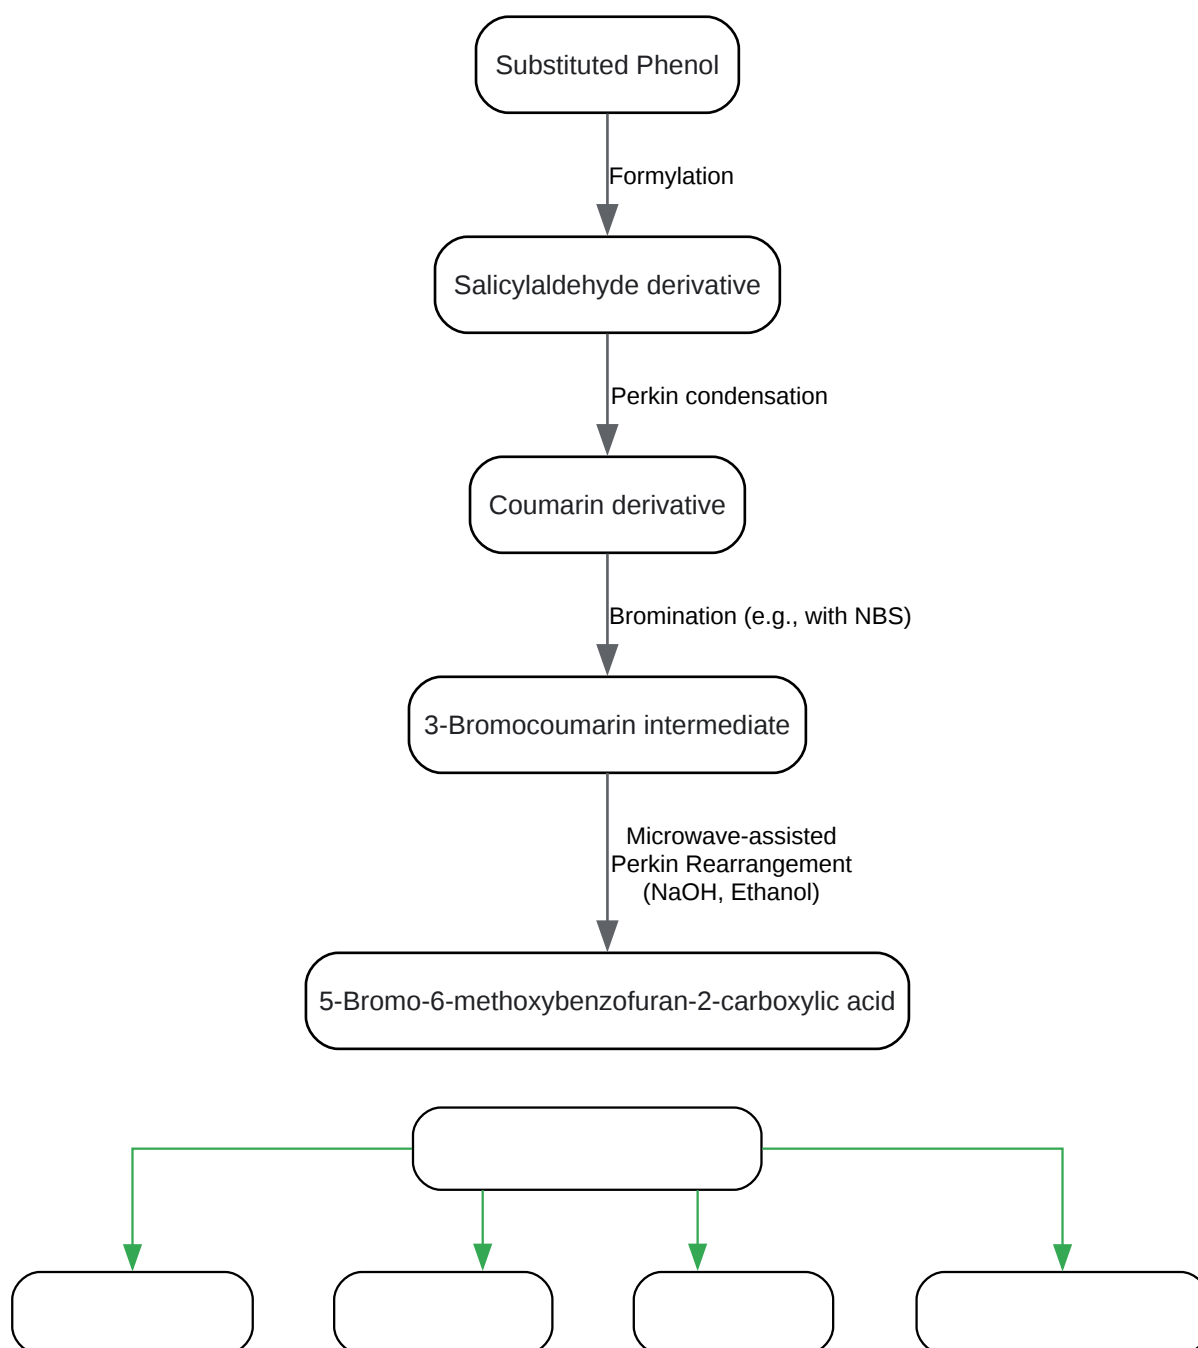 Substituted Phenol
Formylation
Salicylaldehyde derivative
Perkin condensation
Coumarin derivative
Bromination (e.g., with NBS)
3-Bromocoumarin intermediate
Microwave-assisted
Perkin Rearrangement
(NaOH, Ethanol)
5-Bromo-6-methoxybenzofuran-2-carboxylic acid